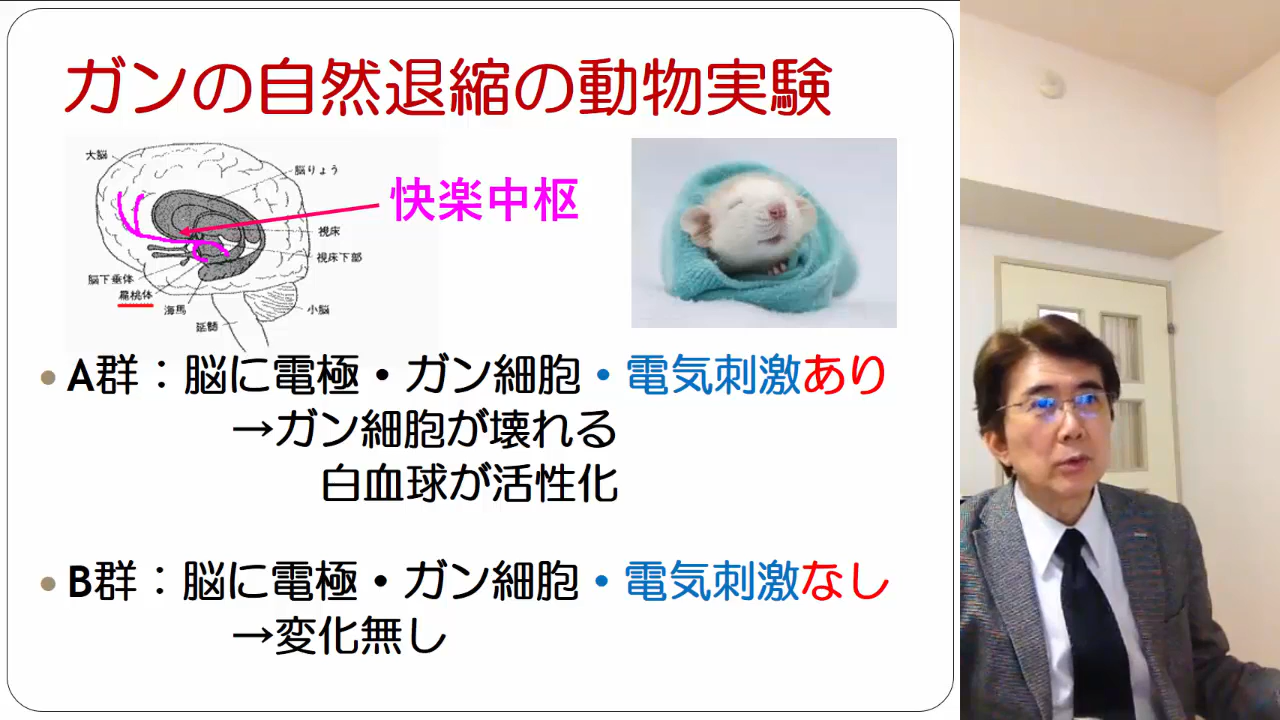 ガンの自然退縮の動物実験
大脳
脳りょう
快楽中枢
視床
視床下部
脳下垂体
扁桃体
海馬
小脳
延髄
A群：脳に電極・ガン細胞・電気刺激あり
→ガン細胞が壊れる
白血球が活性化
B群：脳に電極・ガン細胞・電気刺激なし
→変化無し